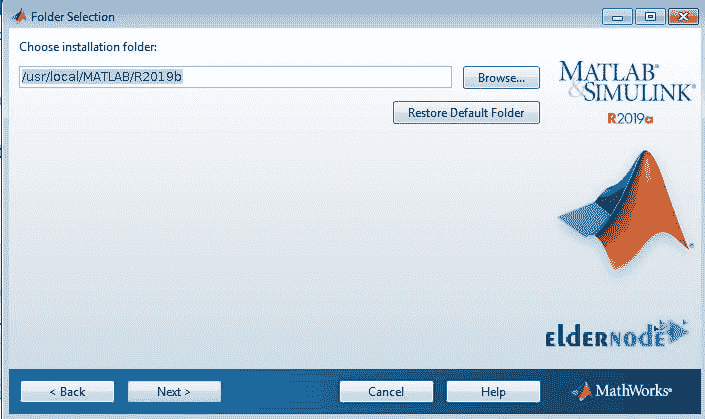 Folder Selection
Choose installation folder:
/usr/local/MATLAB/R2019b
Browse...
Restore Default Folder
MATLAB®
&SIMULINK®
R2019a
ELDERNODE
< Back
Next >
Cancel
Help
MathWorks®